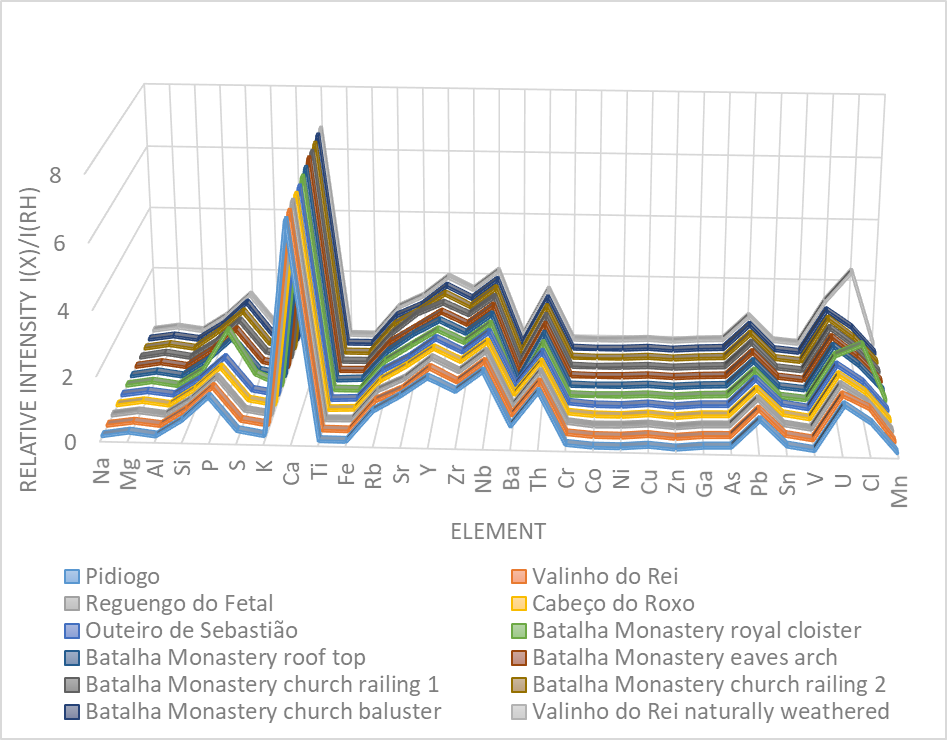 8
6
4
2
0
RELATIVE INTENSITY I(X)/I(RH)
Na Mg Al Si P S K Ca Ti Fe Rb Sr Y Zr Nb Ba Th Cr Co Ni Cu Zn Ga As Pb Sn V U Cl Mn
ELEMENT
Pidiogo Valinho do Rei
Reguengo do Fetal Cabeço do Roxo
Outeiro de Sebastião Batalha Monastery royal cloister
Batalha Monastery roof top Batalha Monastery eaves arch
Batalha Monastery church railing 1 Batalha Monastery church railing 2
Batalha Monastery church baluster Valinho do Rei naturally weathered